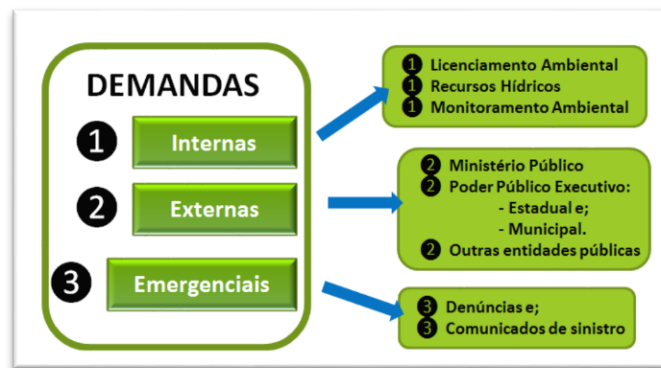 DEMANDAS
1 Internas
2 Externas
3 Emergenciais
1 Licenciamento Ambiental
1 Recursos Hídricos
1 Monitoramento Ambiental
2 Ministério Público
2 Poder Público Executivo:
- Estadual e;
- Municipal.
2 Outras entidades públicas
3 Denúncias e;
3 Comunicados de sinistro